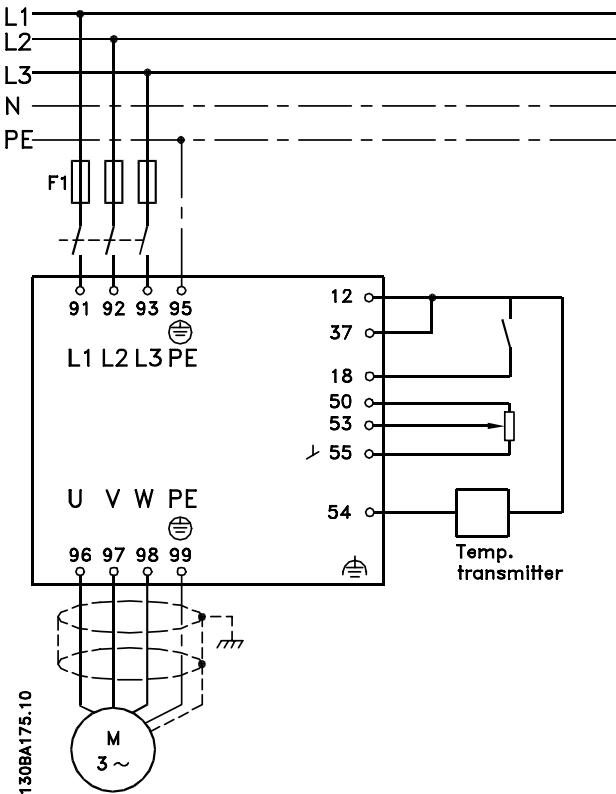 L1
L2
L3
N
PE
F1
91 92 93 95
L1 L2 L3 PE
12
37
18
50
53
55
54
U V W PE
96 97 98 99
Temp.
transmitter
M
3 ~
130BA175.10